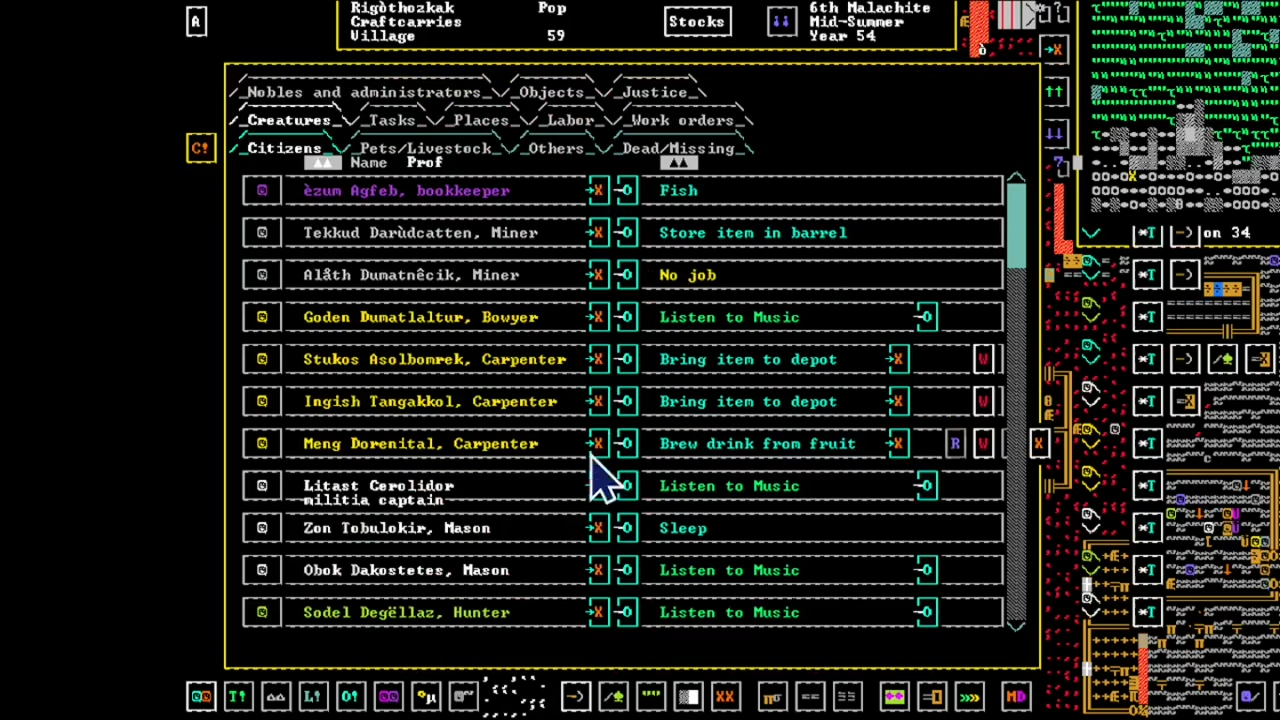 A
Rigòthozkak Pop
Craftcarries
Village 59
Stocks
6th Malachite
Mid-Summer
Year 54
Nobles and administrators Objects Justice
Creatures Tasks Places Labor Work orders
C! Citizens Pets/Livestock Others Dead/Missing
Name Prof
èzum Agfeb, bookkeeper Fish
Tekkud Darùdcatten, Miner Store item in barrel
on 34
Alåth Dumatnêcik, Miner No job
Goden Dumatlaltur, Bowyer Listen to Music
Stukos Asolbomrek, Carpenter Bring item to depot W
Ingish Tangakkol, Carpenter Bring item to depot W
Meng Dorenital, Carpenter Brew drink from fruit R W X
Litast Cerolidor Listen to Music
militia captain
Zon Tobulokir, Mason Sleep
Obok Dakostetes, Mason Listen to Music
Sodel Degëllaz, Hunter Listen to Music
T! L! O! XX MD